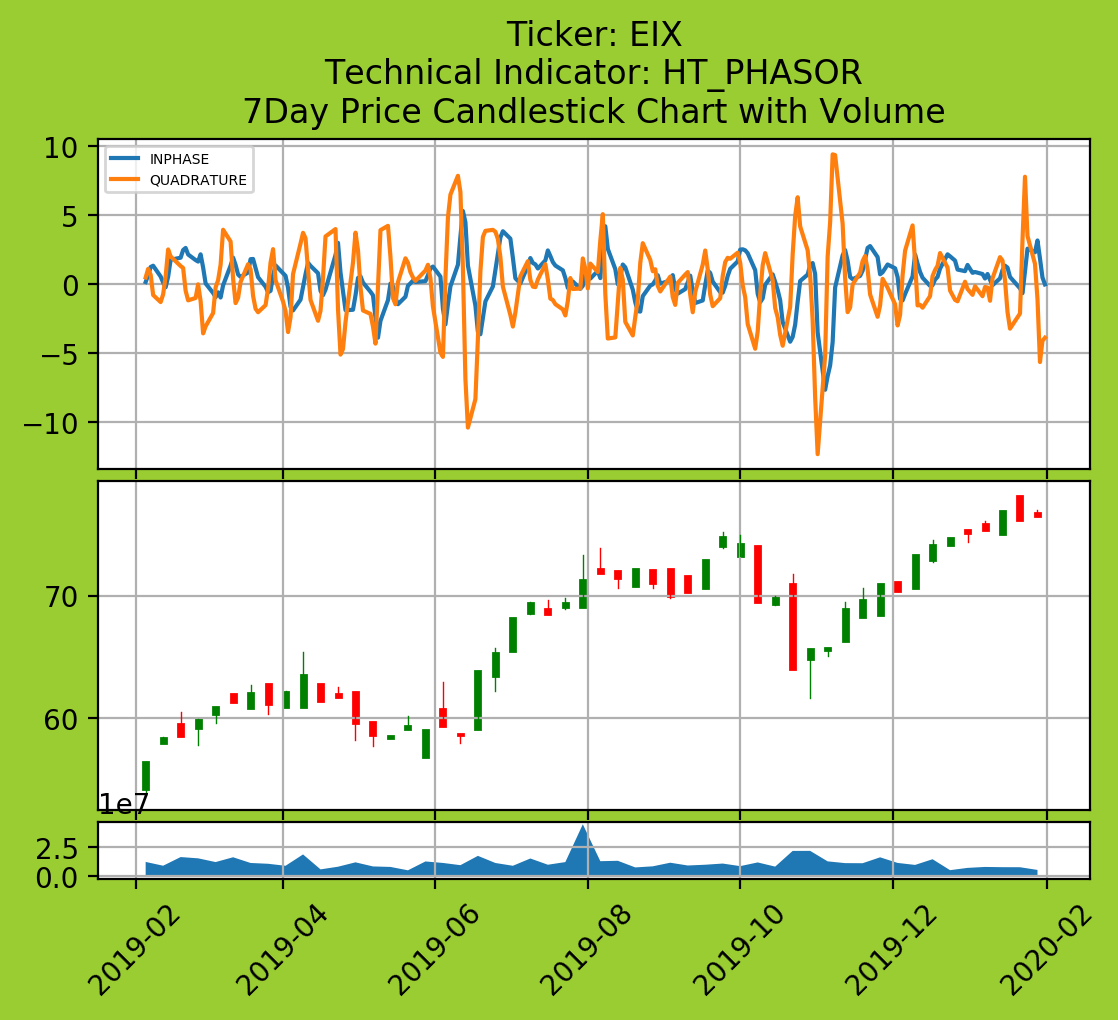 Ticker: EIX
Technical Indicator: HT_PHASOR
7Day Price Candlestick Chart with Volume
10
5
0
−5
−10
INPHASE
QUADRATURE
70
60
1e7
2.5
0.0
2019-02
2019-04
2019-06
2019-08
2019-10
2019-12
2020-02